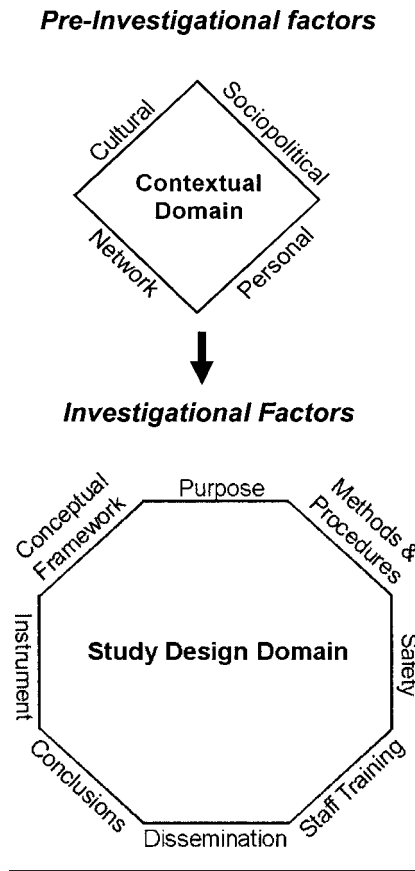 Pre-Investigational factors
Cultural
Sociopolitical
Contextual
Domain
Network
Personal
Investigational Factors
Conceptual
Framework
Purpose
Methods &
Procedures
Instrument
Study Design Domain
Safety
Conclusions
Dissemination
Staff Training